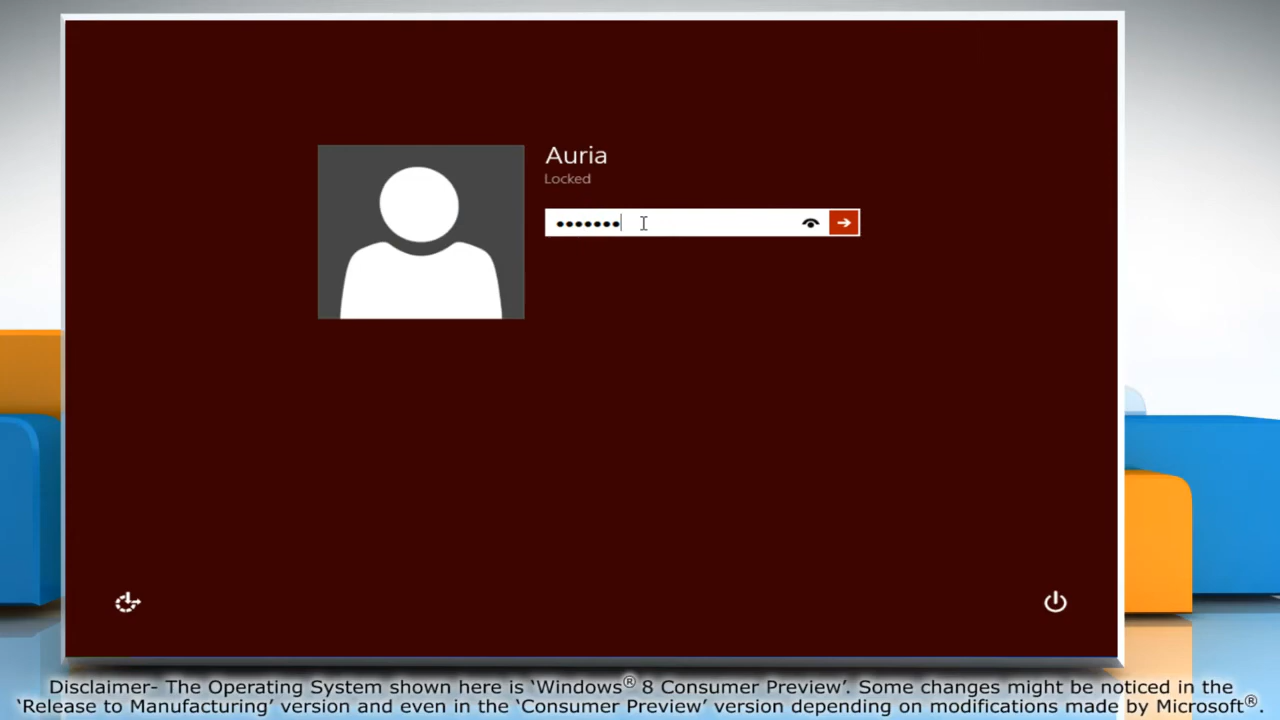 Auria
Locked
Disclaimer- The Operating System shown here is ‘Windows® 8 Consumer Preview’. Some changes might be noticed in the
‘Release to Manufacturing’ version and even in the ‘Consumer Preview’ version depending on modifications made by Microsoft®.